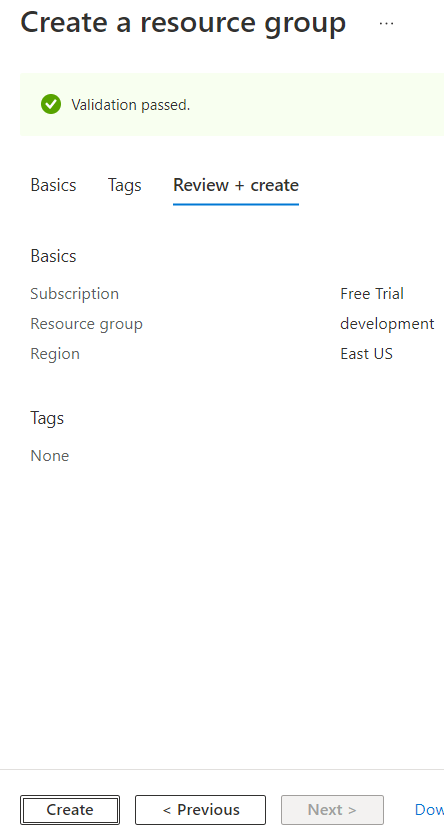 Create a resource group ...
Validation passed.
Basics Tags Review + create
Basics
Subscription Free Trial
Resource group development
Region East US
Tags
None
Create < Previous Next >